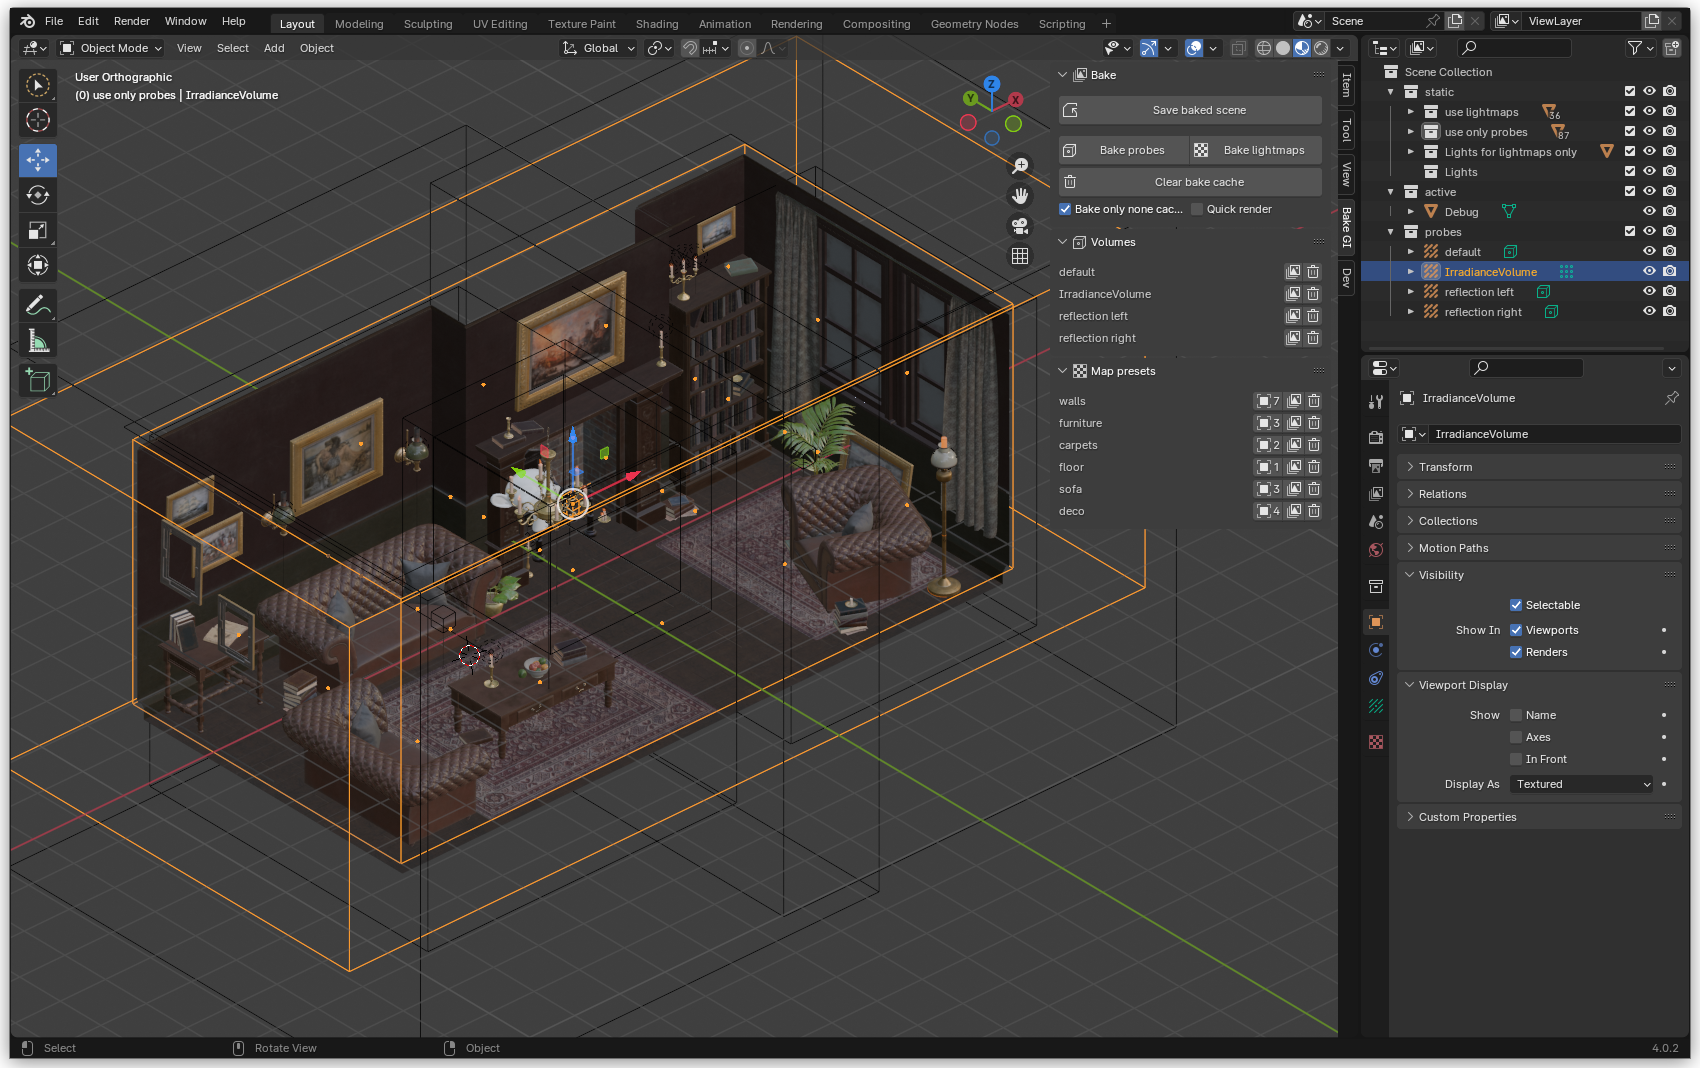 File Edit Render Window Help Layout Modeling Sculpting UV Editing Texture Paint Shading Animation Rendering Compositing Geometry Nodes Scripting + Scene ViewLayer
Object Mode View Select Add Object Global
User Orthographic
(0) use only probes | IrradianceVolume
Z
Y
X
Item
Tool
View
Bake GI
Dev
Bake
Save baked scene
Bake probes Bake lightmaps
Clear bake cache
Bake only none cac... Quick render
Volumes
default
IrradianceVolume
reflection left
reflection right
Map presets
walls 7
furniture 3
carpets 2
floor 1
sofa 3
deco 4
Scene Collection
static
use lightmaps 36
use only probes 87
Lights for lightmaps only
Lights
active
Debug
probes
default
IrradianceVolume
reflection left
reflection right
IrradianceVolume
IrradianceVolume
Transform
Relations
Collections
Motion Paths
Visibility
Selectable
Show In Viewports
Renders
Viewport Display
Show Name
Axes
In Front
Display As Textured
Custom Properties
Select Rotate View Object 4.0.2